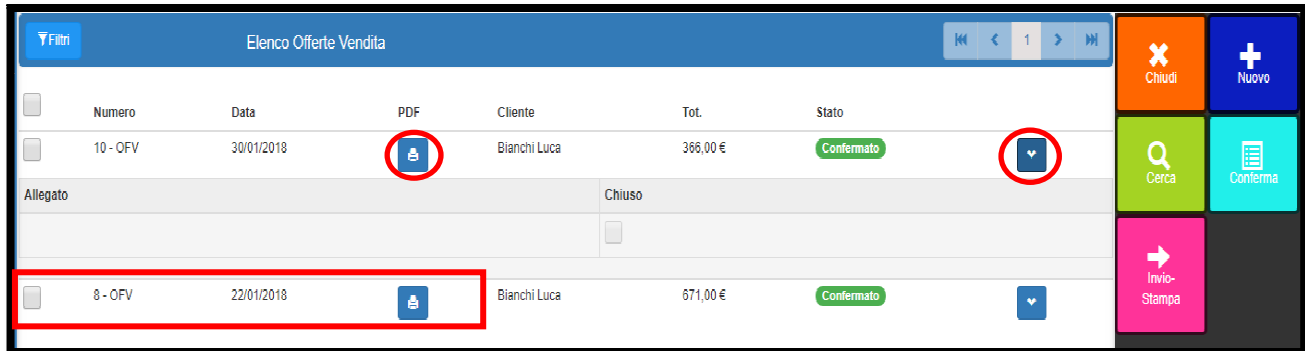 Filtri
Elenco Offerte Vendita
1
Numero Data PDF Cliente Tot. Stato
10 - OFV 30/01/2018 Bianchi Luca 366,00 € Confermato
Allegato Chiuso
8 - OFV 22/01/2018 Bianchi Luca 671,00 € Confermato
Chiudi
Nuovo
Cerca
Conferma
Invio-
Stampa